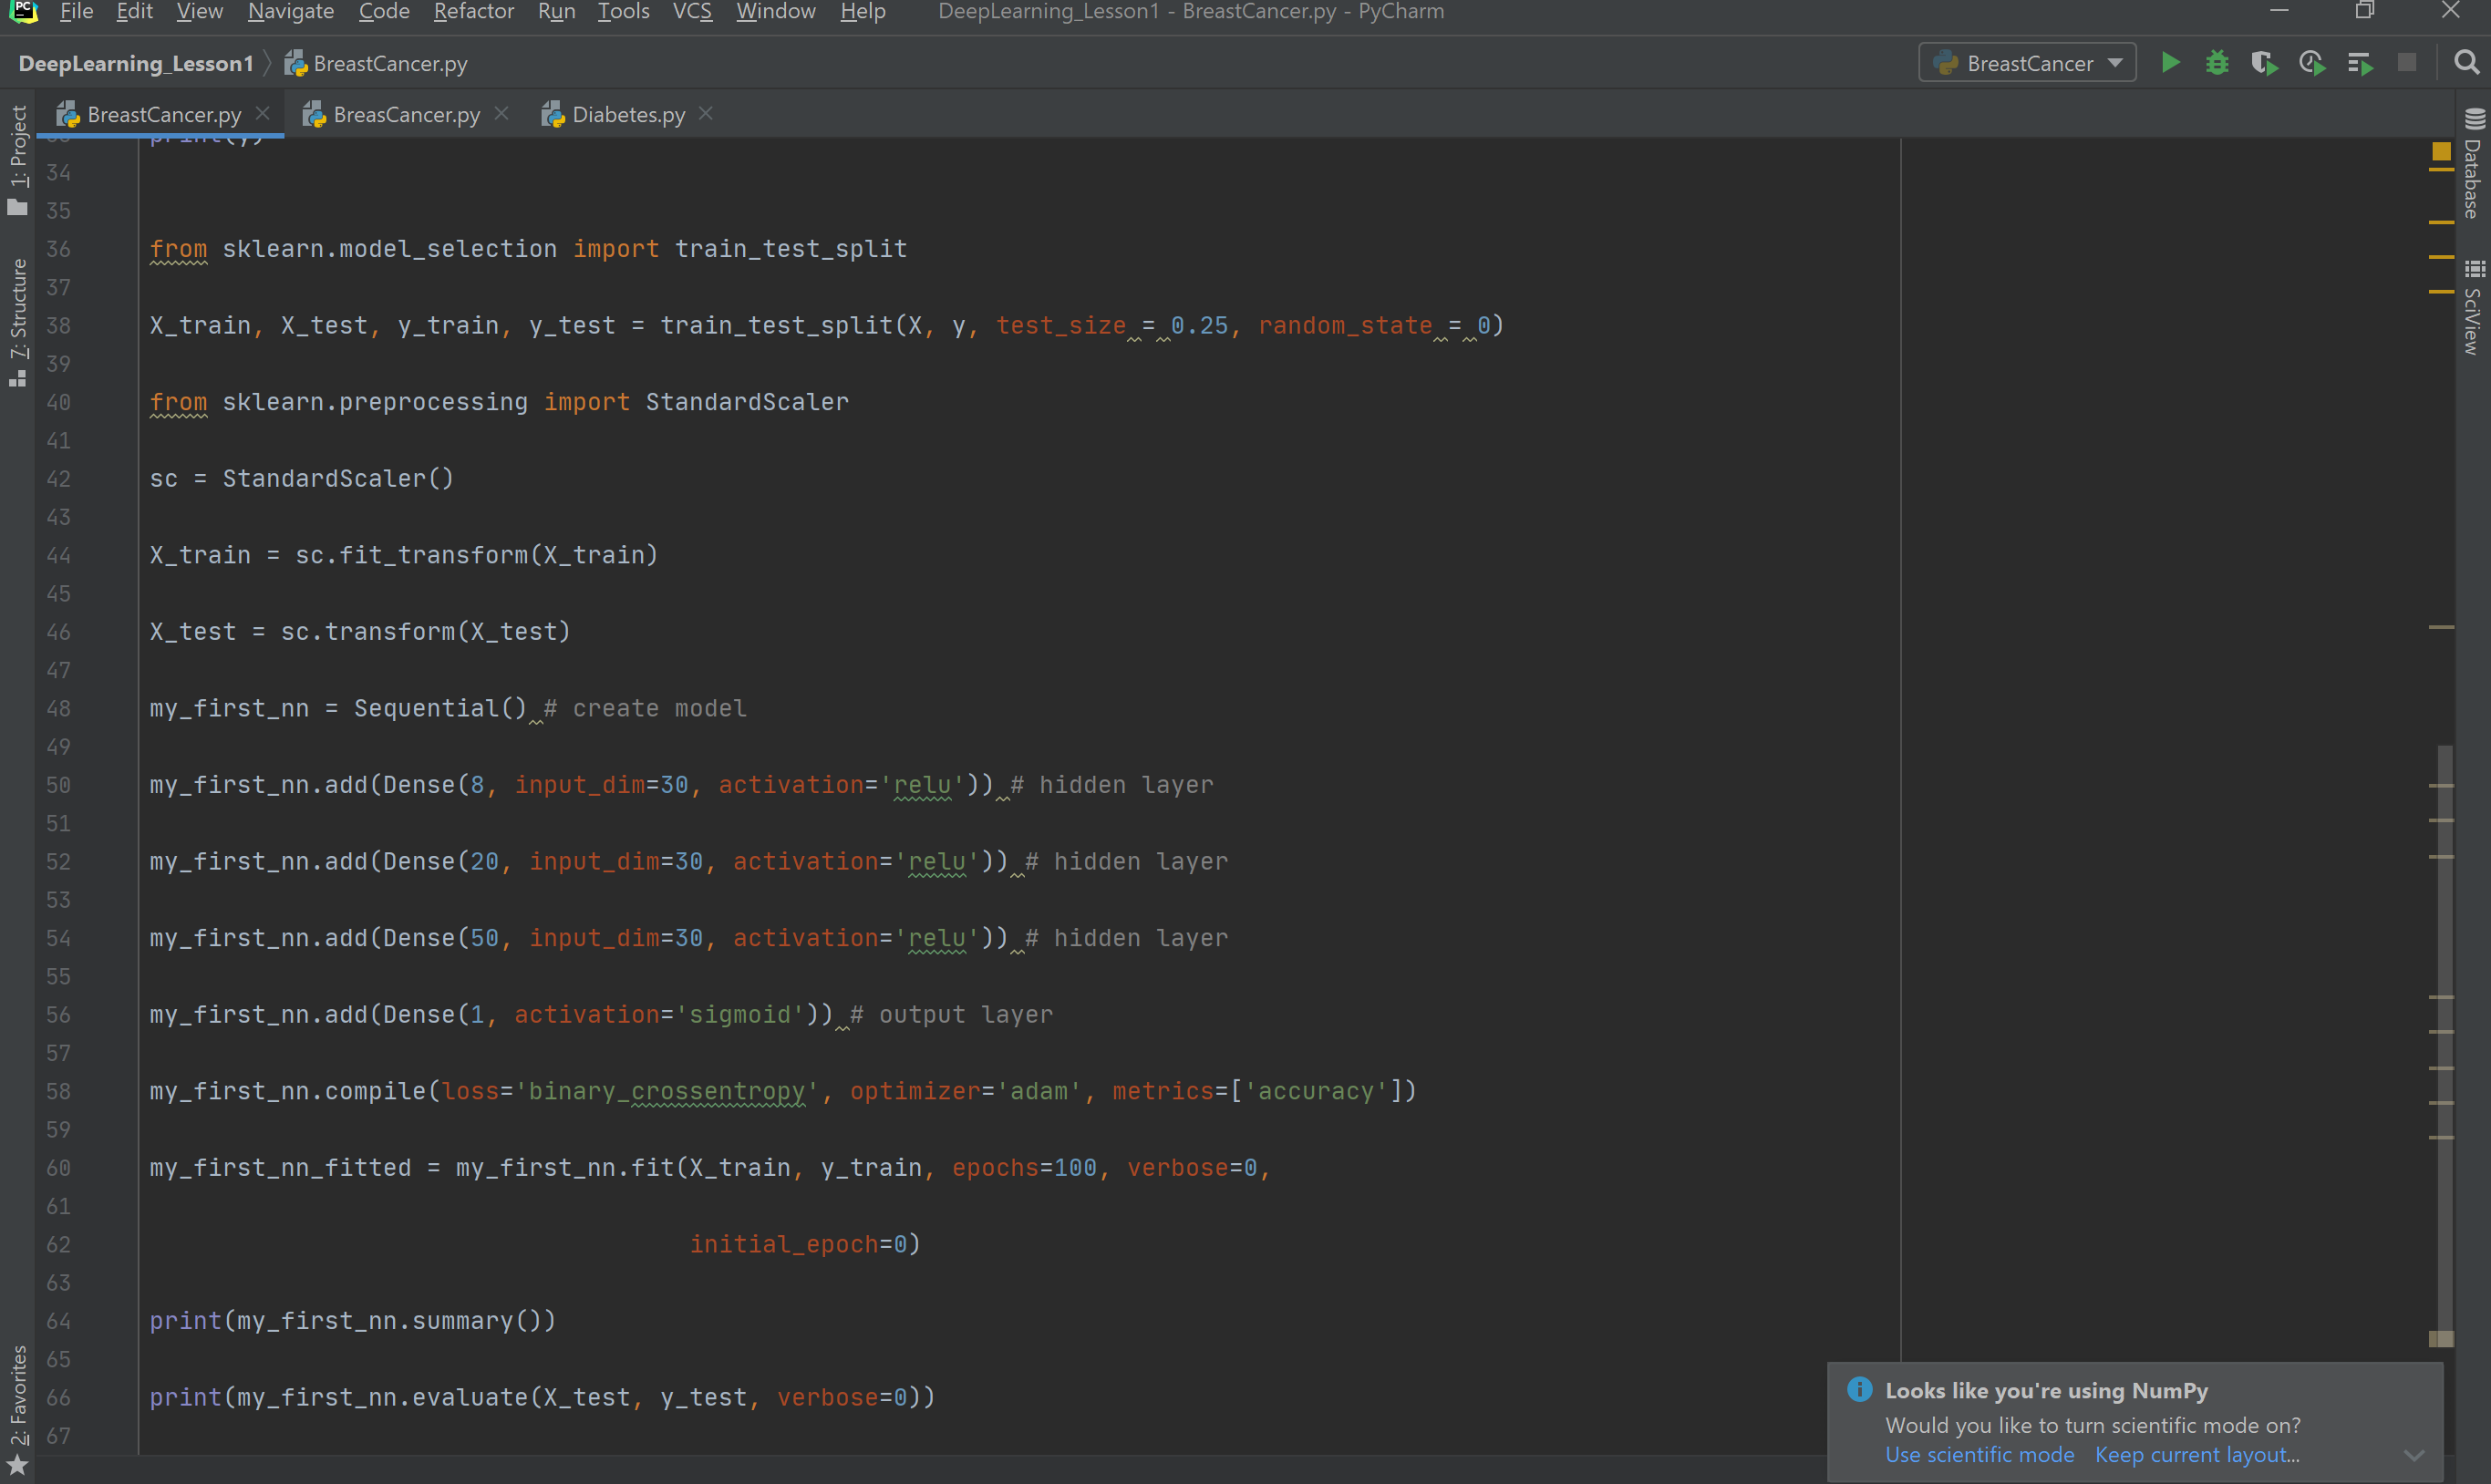 PC File Edit View Navigate Code Refactor Run Tools VCS Window Help DeepLearning_Lesson1 - BreastCancer.py - PyCharm
DeepLearning_Lesson1 BreastCancer.py BreastCancer
BreastCancer.py BreasCancer.py Diabetes.py
1: Project
7: Structure
2: Favorites
Database
SciView
33 print(y)
34
35
36 from sklearn.model_selection import train_test_split
37
38 X_train, X_test, y_train, y_test = train_test_split(X, y, test_size = 0.25, random_state = 0)
39
40 from sklearn.preprocessing import StandardScaler
41
42 sc = StandardScaler()
43
44 X_train = sc.fit_transform(X_train)
45
46 X_test = sc.transform(X_test)
47
48 my_first_nn = Sequential() # create model
49
50 my_first_nn.add(Dense(8, input_dim=30, activation='relu')) # hidden layer
51
52 my_first_nn.add(Dense(20, input_dim=30, activation='relu')) # hidden layer
53
54 my_first_nn.add(Dense(50, input_dim=30, activation='relu')) # hidden layer
55
56 my_first_nn.add(Dense(1, activation='sigmoid')) # output layer
57
58 my_first_nn.compile(loss='binary_crossentropy', optimizer='adam', metrics=['accuracy'])
59
60 my_first_nn_fitted = my_first_nn.fit(X_train, y_train, epochs=100, verbose=0,
61
62 initial_epoch=0)
63
64 print(my_first_nn.summary())
65
66 print(my_first_nn.evaluate(X_test, y_test, verbose=0))
67
Looks like you're using NumPy
Would you like to turn scientific mode on?
Use scientific mode Keep current layout...